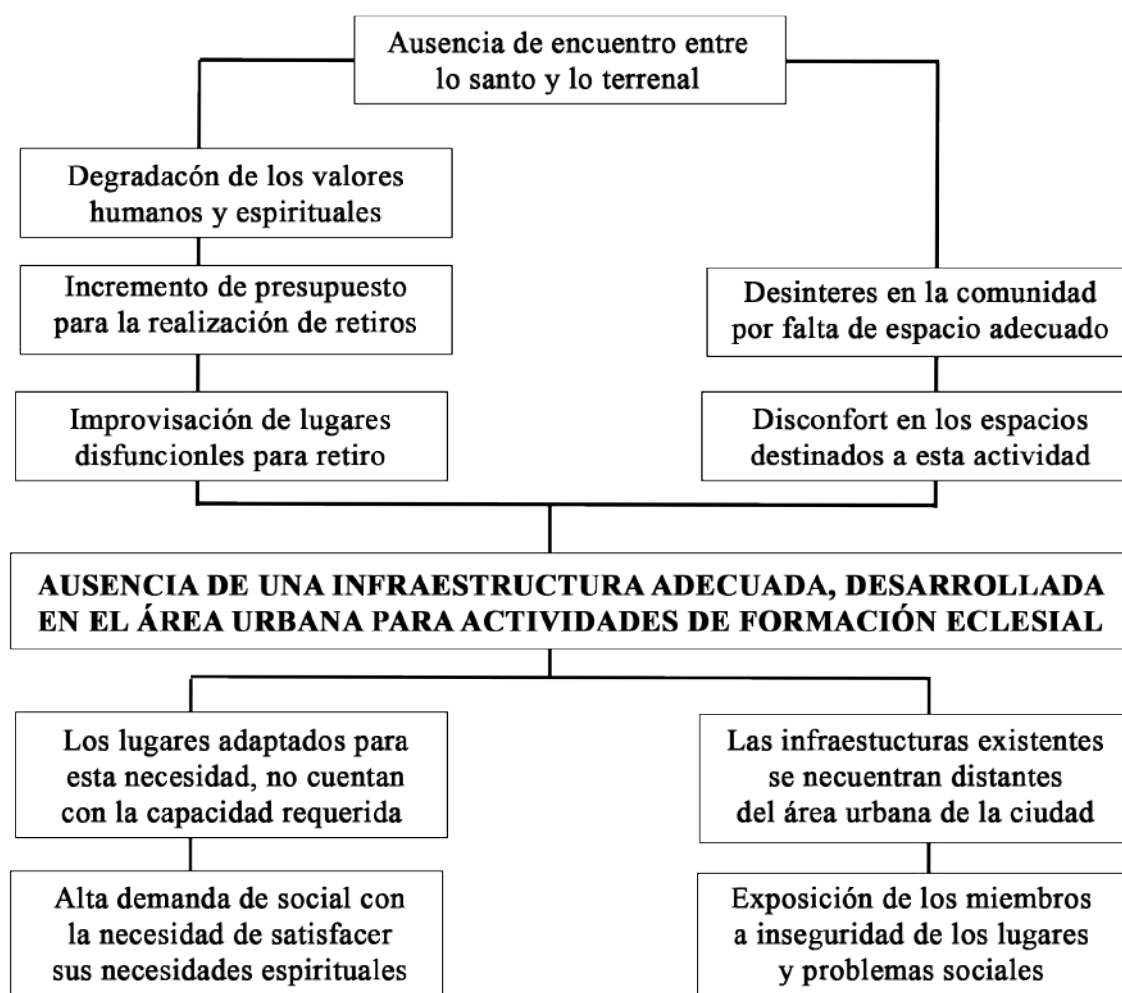 Ausencia de encuentro entre
lo santo y lo terrenal
Degradacón de los valores
humanos y espirituales
Incremento de presupuesto
para la realización de retiros
Desinteres en la comunidad
por falta de espacio adecuado
Improvisación de lugares
disfuncionles para retiro
Disconfort en los espacios
destinados a esta actividad
AUSENCIA DE UNA INFRAESTRUCTURA ADECUADA, DESARROLLADA
EN EL ÁREA URBANA PARA ACTIVIDADES DE FORMACIÓN ECLESIAL
Los lugares adaptados para
esta necesidad, no cuentan
con la capacidad requerida
Las infraestucturas existentes
se necuentran distantes
del área urbana de la ciudad
Alta demanda de social con
la necesidad de satisfacer
sus necesidades espirituales
Exposición de los miembros
a inseguridad de los lugares
y problemas sociales